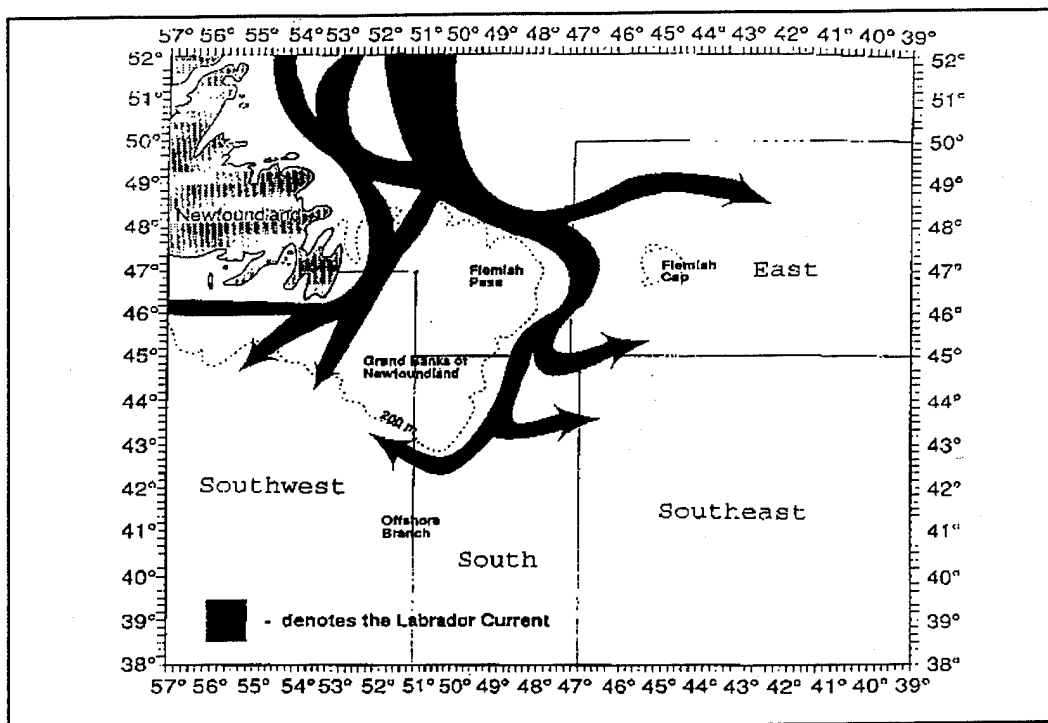 57° 56° 55° 54° 53° 52° 51° 50° 49° 48° 47° 45° 44° 43° 42° 41° 40° 39°
52° 52°
51° 51°
50° 50°
49° 49°
Newfoundland
48° 48°
47° Flemish Flemish East 47°
Pass Cap
46° 46°
45° 45°
Grand Banks of
Newfoundland
44° 44°
200 m
43° 43°
42° Southwest 42°
41° Offshore Southeast 41°
Branch
40° South 40°
39° - denotes the Labrador Current 39°
38° 38°
57° 56° 55° 54° 53° 52° 51° 50° 49° 48° 47° 45° 44° 43° 42° 41° 40° 39°